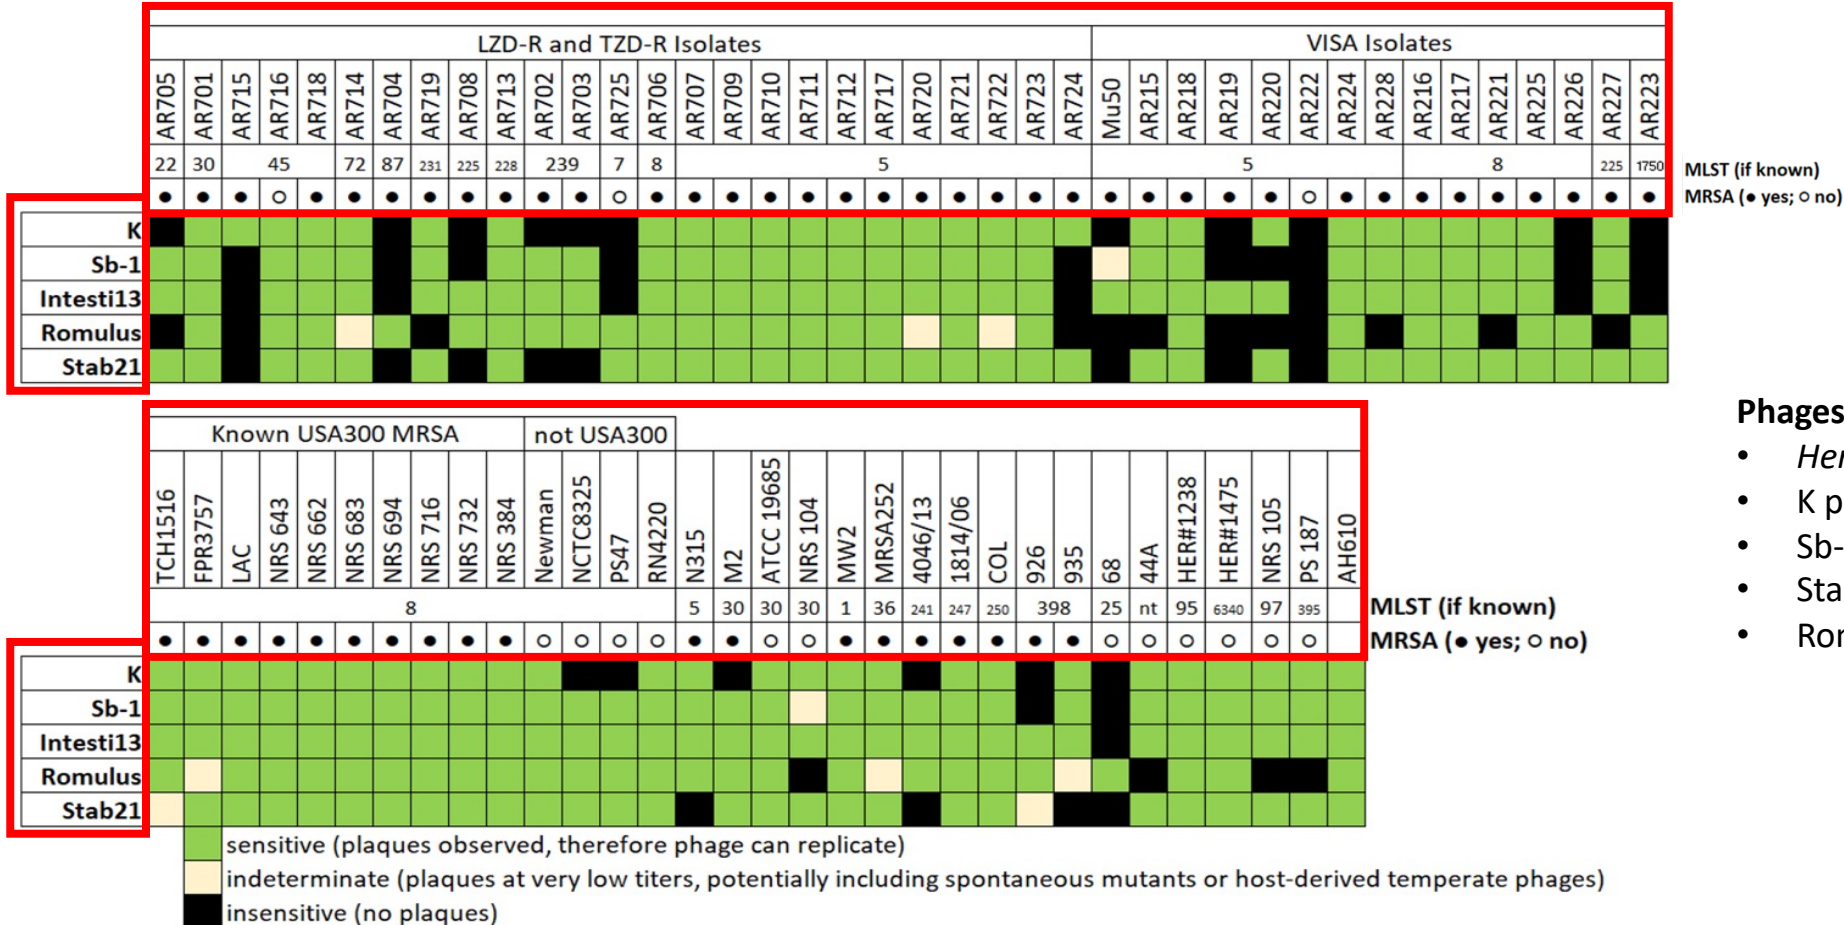 LZD-R and TZD-R Isolates VISA Isolates
AR705 AR701 AR715 AR716 AR718 AR714 AR704 AR719 AR708 AR713 AR702 AR703 AR725 AR706 AR707 AR709 AR710 AR711 AR712 AR717 AR720 AR721 AR722 AR723 AR724 Mu50 AR215 AR218 AR219 AR220 AR222 AR224 AR228 AR216 AR217 AR221 AR225 AR226 AR227 AR223
22 30 45 72 87 231 225 228 239 7 8 5 5 8 225 1750 MLST (if known)
● ● ● ○ ● ● ● ● ● ● ● ● ○ ● ● ● ● ● ● ● ● ● ● ● ● ● ● ● ● ● ○ ● ● ● ● ● ● ● ● ● MRSA (● yes; ○ no)
K
Sb-1
Intesti13
Romulus
Stab21
Known USA300 MRSA not USA300
TCH1516 FPR3757 LAC NRS 643 NRS 662 NRS 683 NRS 694 NRS 716 NRS 732 NRS 384 Newman NCTC8325 PS47 RN4220 N315 M2 ATCC 19685 NRS 104 MW2 MRSA252 4046/13 1814/06 COL 926 935 68 44A HER#1238 HER#1475 NRS 105 PS 187 AH610
8 5 30 30 30 1 36 241 247 250 398 25 nt 95 6340 97 395 MLST (if known)
● ● ● ● ● ● ● ● ● ● ○ ○ ○ ○ ● ● ○ ○ ● ● ● ● ● ● ● ○ ○ ○ ○ ○ ○ MRSA (● yes; ○ no)
K
Sb-1
Intesti13
Romulus
Stab21
sensitive (plaques observed, therefore phage can replicate)
indeterminate (plaques at very low titers, potentially including spontaneous mutants or host-derived temperate phages)
insensitive (no plaques)
Phages
• Her
• K p
• Sb-
• Sta
• Ror